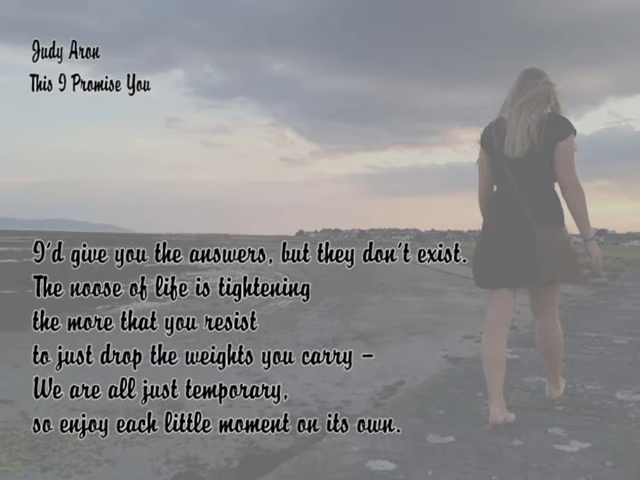 Judy Aron
This I Promise You
I'd give you the answers, but they don't exist.
The noose of life is tightening
the more that you resist
to just drop the weights you carry –
We are all just temporary,
so enjoy each little moment on its own.